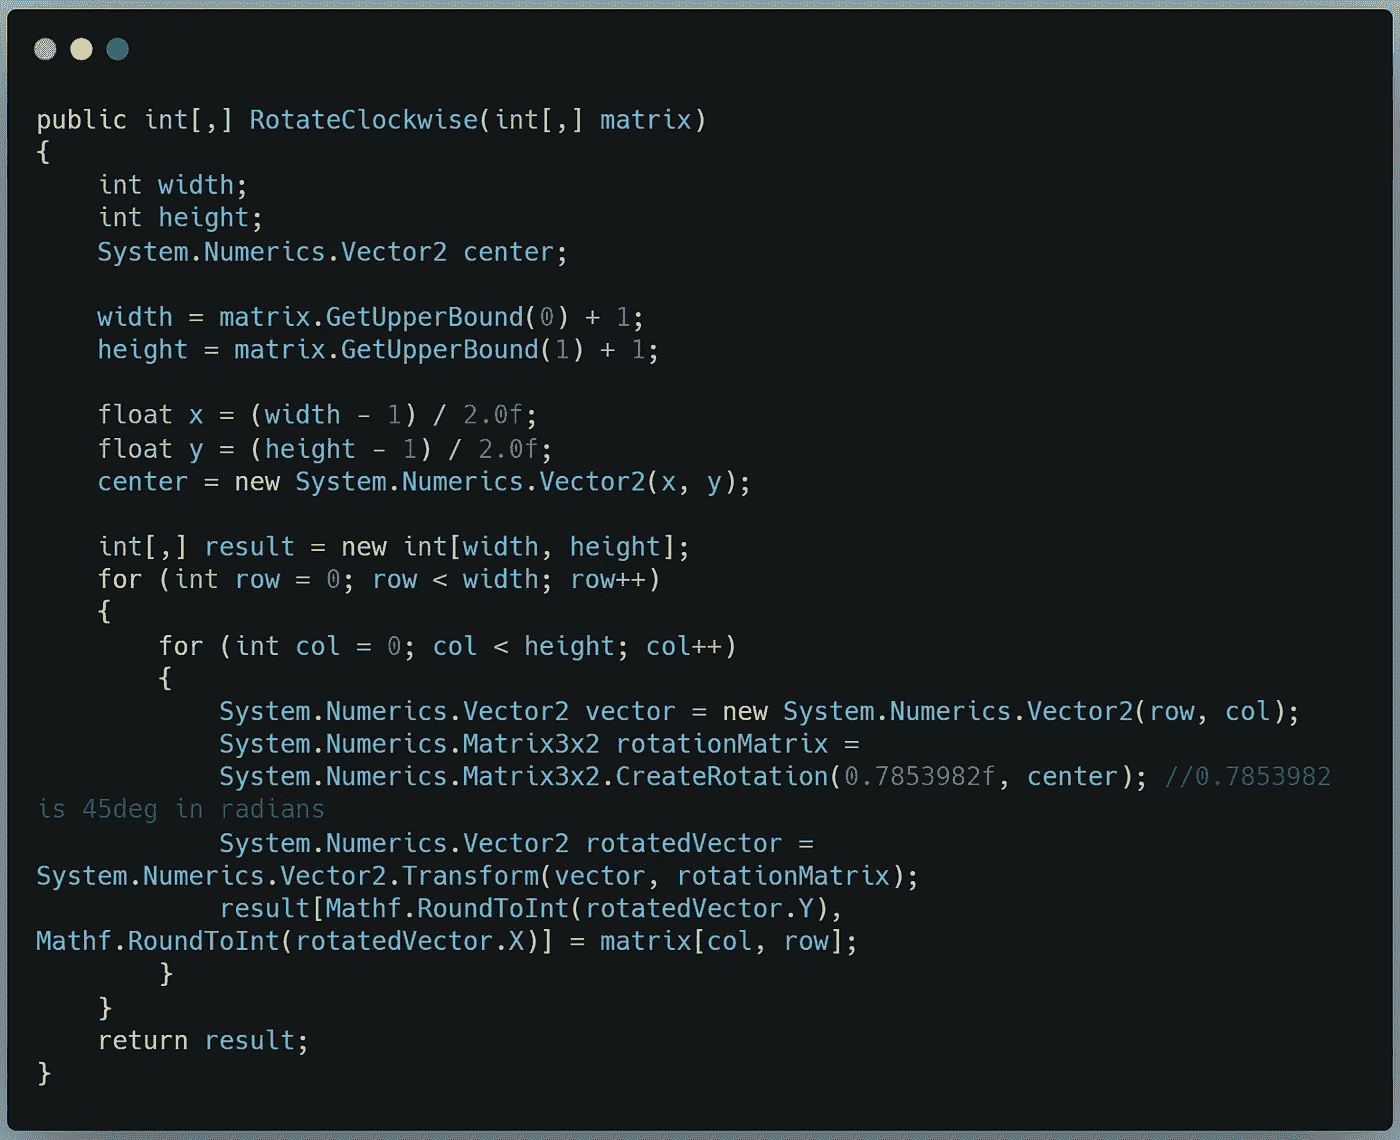 public int[,] RotateClockwise(int[,] matrix)
{
    int width;
    int height;
    System.Numerics.Vector2 center;

    width = matrix.GetUpperBound(0) + 1;
    height = matrix.GetUpperBound(1) + 1;

    float x = (width - 1) / 2.0f;
    float y = (height - 1) / 2.0f;
    center = new System.Numerics.Vector2(x, y);

    int[,] result = new int[width, height];
    for (int row = 0; row < width; row++)
    {
        for (int col = 0; col < height; col++)
        {
            System.Numerics.Vector2 vector = new System.Numerics.Vector2(row, col);
            System.Numerics.Matrix3x2 rotationMatrix =
            System.Numerics.Matrix3x2.CreateRotation(0.7853982f, center); //0.7853982
is 45deg in radians
            System.Numerics.Vector2 rotatedVector =
System.Numerics.Vector2.Transform(vector, rotationMatrix);
            result[Mathf.RoundToInt(rotatedVector.Y),
Mathf.RoundToInt(rotatedVector.X)] = matrix[col, row];
        }
    }
    return result;
}